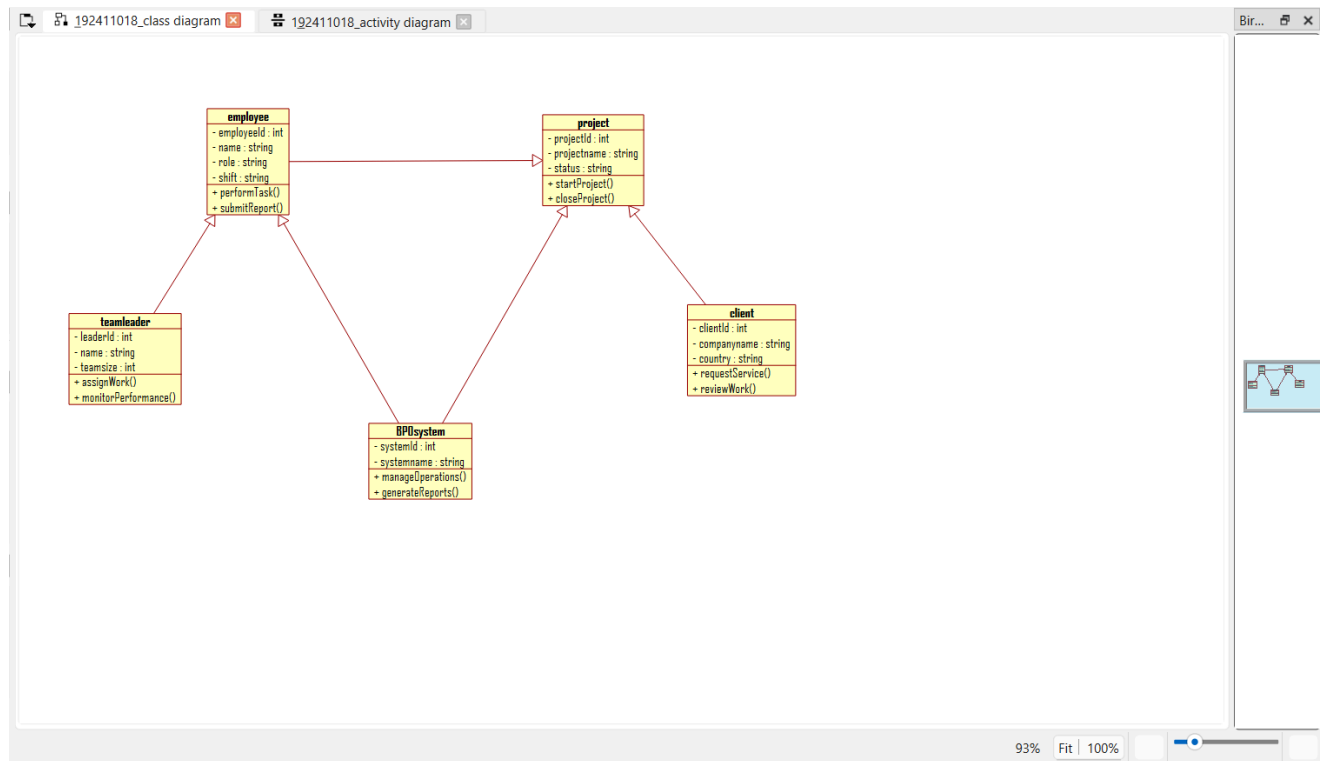 192411018_class diagram
192411018_activity diagram
Bir...
employee
- employeeId : int
- name : string
- role : string
- shift : string
+ performTask()
+ submitReport()
project
- projectId : int
- projectname : string
- status : string
+ startProject()
+ closeProject()
teamleader
- leaderId : int
- name : string
- teamsize : int
+ assignWork()
+ monitorPerformance()
client
- clientId : int
- companyname : string
- country : string
+ requestService()
+ reviewWork()
BPOsystem
- systemId : int
- systemname : string
+ manageOperations()
+ generateReports()
93% Fit 100%